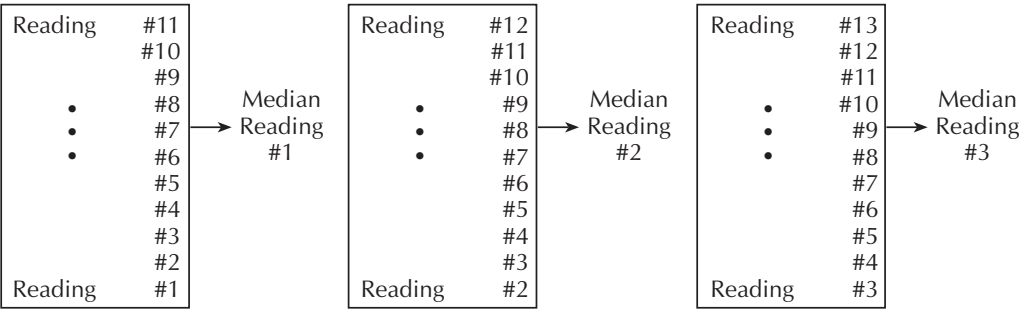 Reading #11
#10
#9
#8
#7
#6
#5
#4
#3
#2
Reading #1
Median
Reading
#1
Reading #12
#11
#10
#9
#8
#7
#6
#5
#4
#3
Reading #2
Median
Reading
#2
Reading #13
#12
#11
#10
#9
#8
#7
#6
#5
#4
Reading #3
Median
Reading
#3